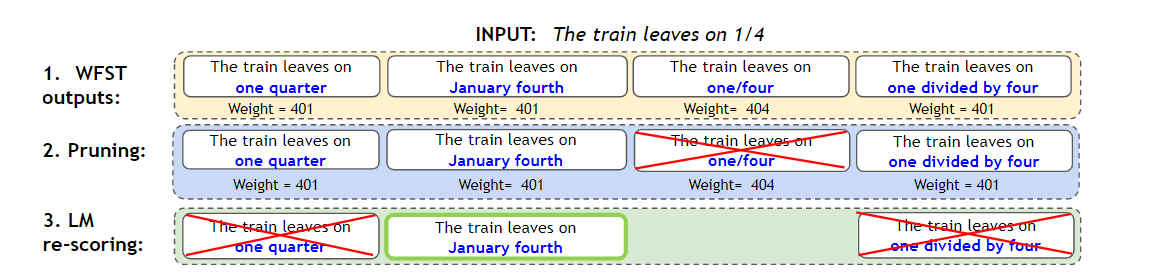 INPUT: The train leaves on 1/4
1. WFST
outputs:
The train leaves on
one quarter
Weight = 401
The train leaves on
January fourth
Weight= 401
The train leaves on
one/four
Weight= 404
The train leaves on
one divided by four
Weight = 401
2. Pruning:
The train leaves on
one quarter
Weight = 401
The train leaves on
January fourth
Weight= 401
The train leaves on
one/four
Weight= 404
The train leaves on
one divided by four
Weight = 401
3. LM
re-scoring:
The train leaves on
one quarter
The train leaves on
January fourth
The train leaves on
one divided by four